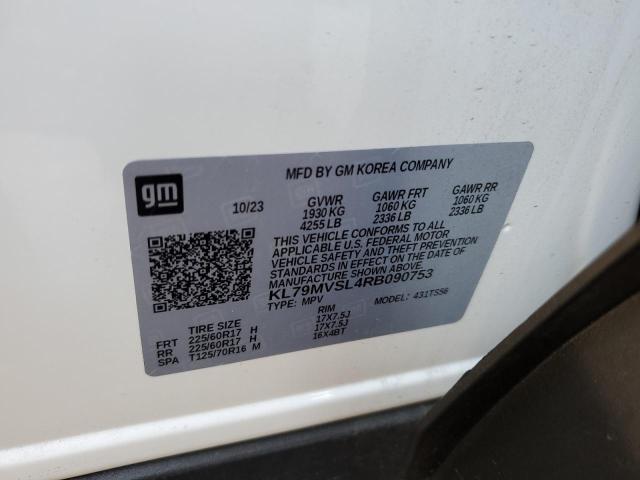 gm
MFD BY GM KOREA COMPANY
10/23 GVWR GAWR FRT GAWR RR
1930 KG 1060 KG 1060 KG
4255 LB 2336 LB 2336 LB
THIS VEHICLE CONFORMS TO ALL
APPLICABLE U.S. FEDERAL MOTOR
VEHICLE SAFETY AND THEFT PREVENTION
STANDARDS IN EFFECT ON THE DATE OF
MANUFACTURE SHOWN ABOVE.
KL79MVSL4RB090753
TYPE: MPV MODEL: 431TS56
TIRE SIZE RIM
FRT 225/60R17 H 17X7.5J
RR 225/60R17 H 17X7.5J
SPA T125/70R16 M 16X4BT